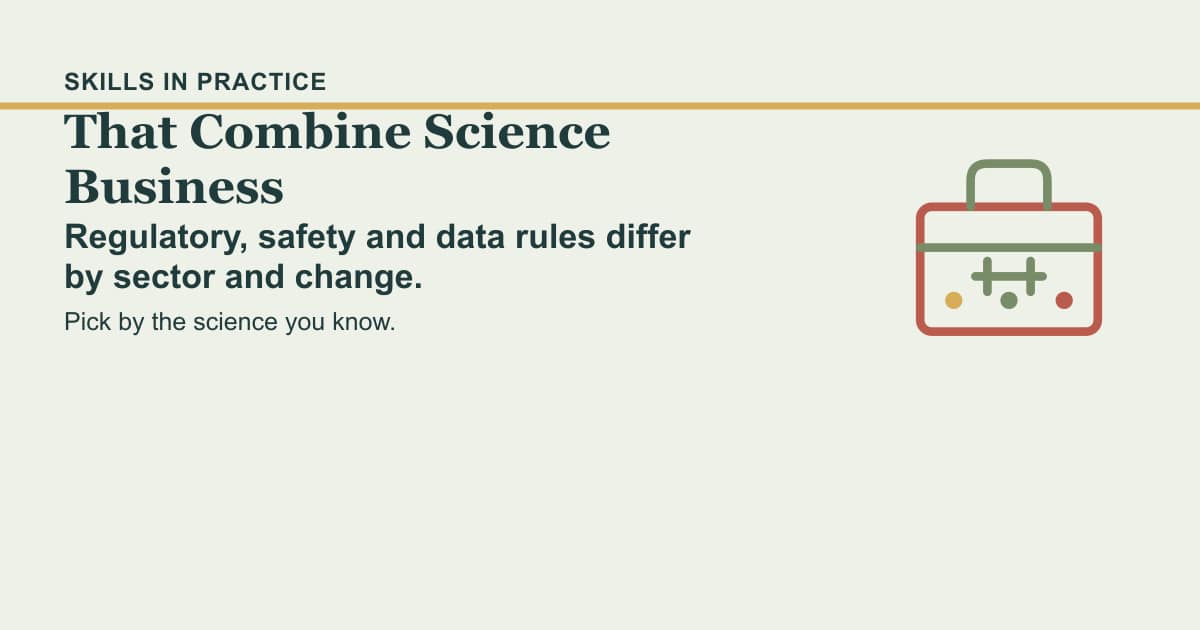 SKILLS IN PRACTICE
That Combine Science
Business
Regulatory, safety and data rules differ
by sector and change.
Pick by the science you know.